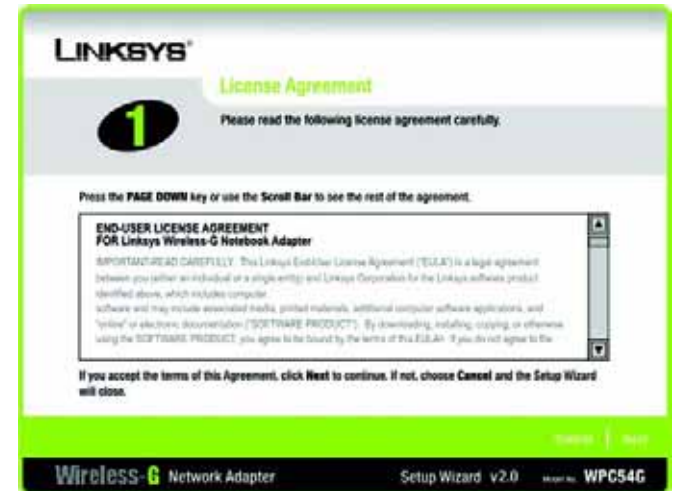 LINKSYS®
License Agreement
1
Please read the following license agreement carefully.
Press the PAGE DOWN key or use the Scroll Bar to see the rest of the agreement.
END-USER LICENSE AGREEMENT
FOR Linksys Wireless-G Notebook Adapter
IMPORTANT-READ CAREFULLY: This Linksys End-User License Agreement ("EULA") is a legal agreement
between you (either an individual or a single entity) and Linksys Corporation for the Linksys software product
identified above, which includes computer
software and may include associated media, printed materials, additional computer software applications, and
"online" or electronic documentation ("SOFTWARE PRODUCT"). By downloading, installing, copying, or otherwise
using the SOFTWARE PRODUCT, you agree to be bound by the terms of this EULA. If you do not agree to the
If you accept the terms of this Agreement, click Next to continue. If not, choose Cancel and the Setup Wizard
will close.
Wireless-G Network Adapter
Setup Wizard v2.0
Model No. WPC54G